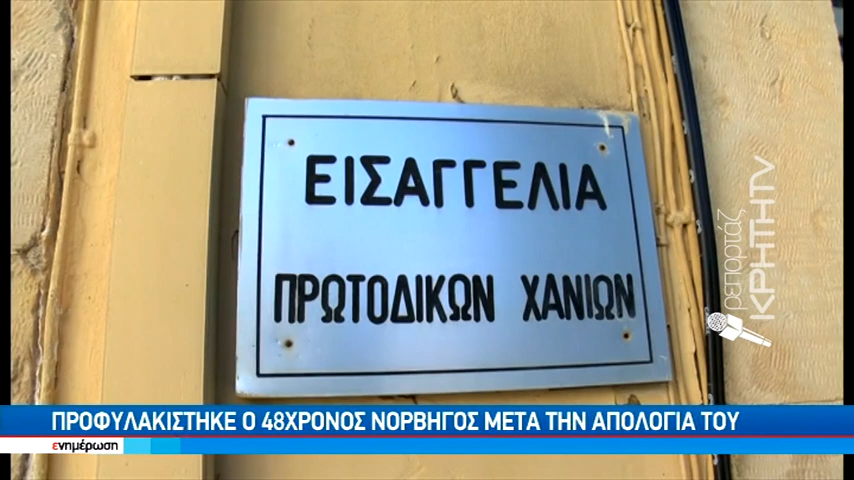 ΕΙΣΑΓΓΕΛΙΑ
ΠΡΩΤΟΔΙΚΩΝ ΧΑΝΙΩΝ
ρεπορτάζ
ΚΡΗΤΗTV
ΠΡΟΦΥΛΑΚΙΣΤΗΚΕ Ο 48ΧΡΟΝΟΣ ΝΟΡΒΗΓΟΣ ΜΕΤΑ ΤΗΝ ΑΠΟΛΟΓΙΑ ΤΟΥ
ενημέρωση